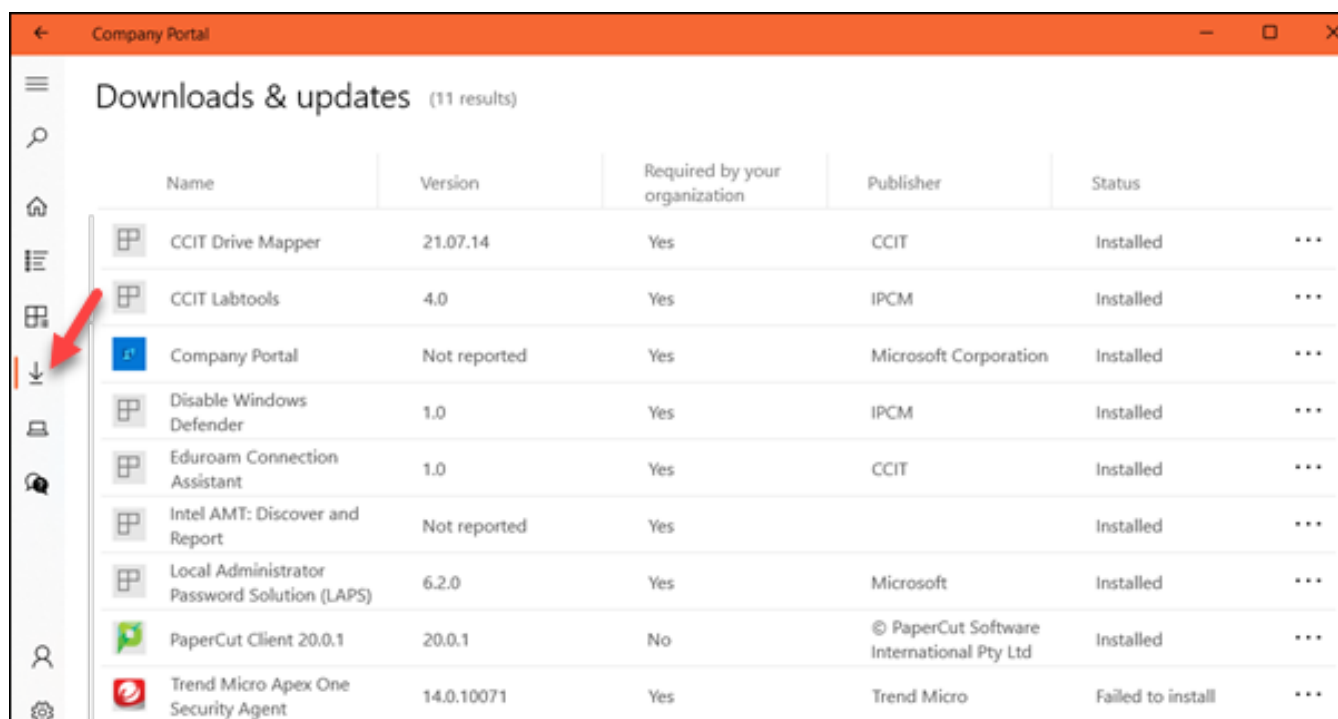 Company Portal
Downloads & updates (11 results)
Name Version Required by your organization Publisher Status
CCIT Drive Mapper 21.07.14 Yes CCIT Installed
CCIT Labtools 4.0 Yes IPCM Installed
Company Portal Not reported Yes Microsoft Corporation Installed
Disable Windows Defender 1.0 Yes IPCM Installed
Eduroam Connection Assistant 1.0 Yes CCIT Installed
Intel AMT: Discover and Report Not reported Yes Installed
Local Administrator Password Solution (LAPS) 6.2.0 Yes Microsoft Installed
PaperCut Client 20.0.1 20.0.1 No © PaperCut Software International Pty Ltd Installed
Trend Micro Apex One Security Agent 14.0.10071 Yes Trend Micro Failed to install